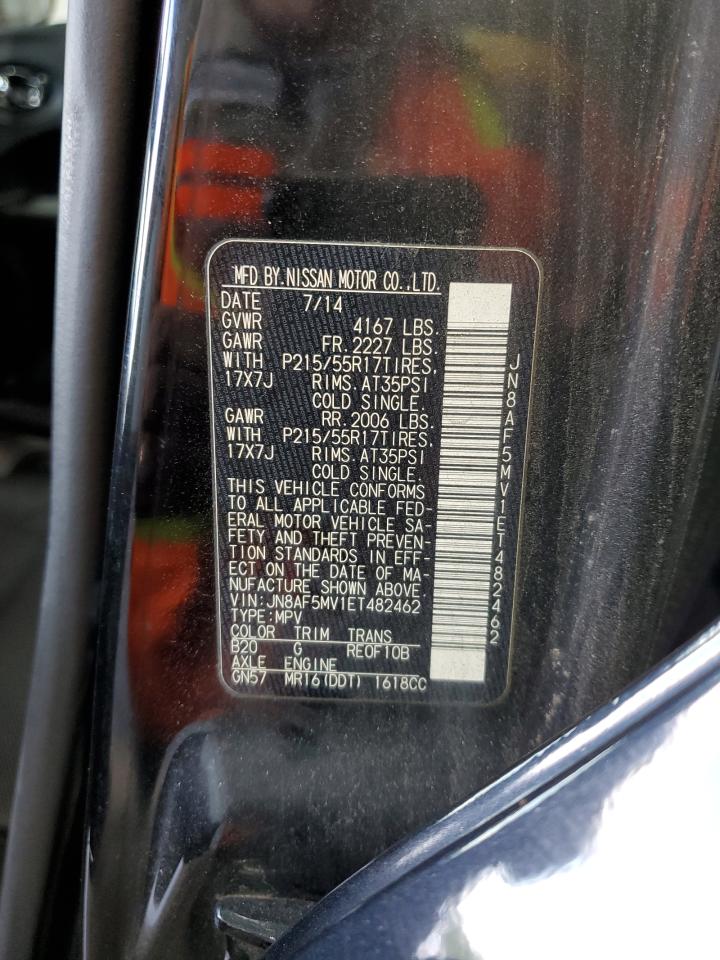 MFD BY.NISSAN MOTOR CO.,LTD.
DATE 7/14
GVWR 4167 LBS.
GAWR FR.2227 LBS.
WITH P215/55R17TIRES,
17X7J RIMS.AT35PSI
COLD SINGLE.
GAWR RR.2006 LBS.
WITH P215/55R17TIRES,
17X7J RIMS.AT35PSI
COLD SINGLE.
THIS VEHICLE CONFORMS
TO ALL APPLICABLE FED-
ERAL MOTOR VEHICLE SA-
FETY AND THEFT PREVEN-
TION STANDARDS IN EFF-
ECT ON THE DATE OF MA-
NUFACTURE SHOWN ABOVE.
VIN:JN8AF5MV1ET482462
TYPE:MPV
COLOR TRIM TRANS
B20 G RE0F10B
AXLE ENGINE
GN57 MR16(DDT) 1618CC
JN8AF5MV1ET482462